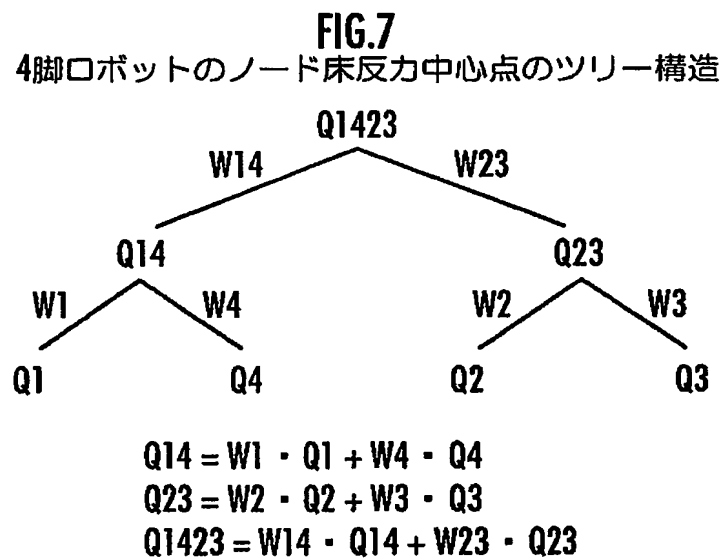 FIG.7
4脚ロボットのノード床反力中心点のツリー構造
Q1423
W14 W23
Q14 Q23
W1 W4 W2 W3
Q1 Q4 Q2 Q3
Q14 = W1・Q1 + W4・Q4
Q23 = W2・Q2 + W3・Q3
Q1423 = W14・Q14 + W23・Q23